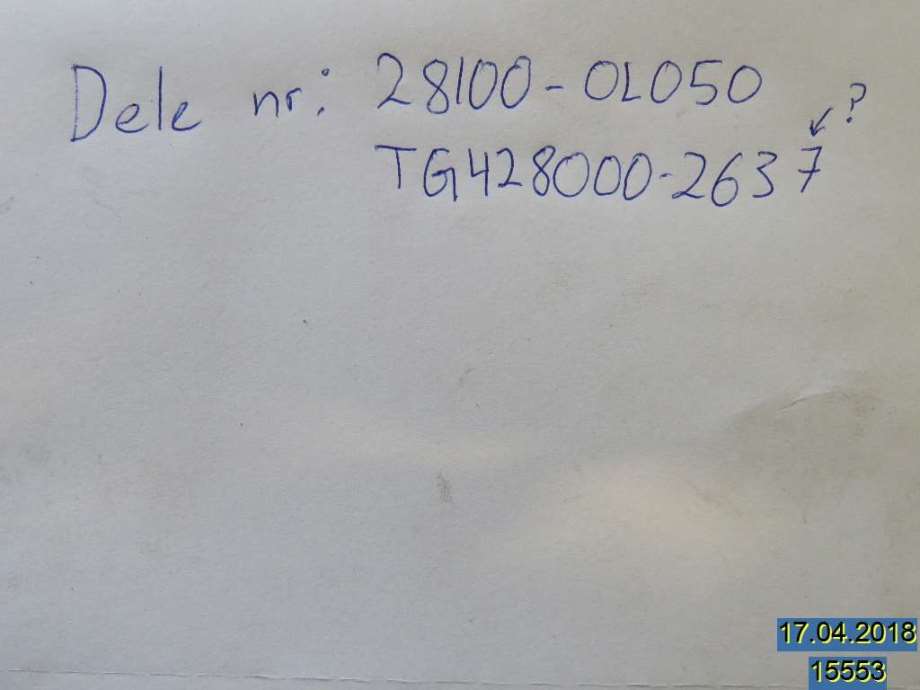 Dele nr: 28100-0L050
TG428000-2637 ↙?
17.04.2018
15553